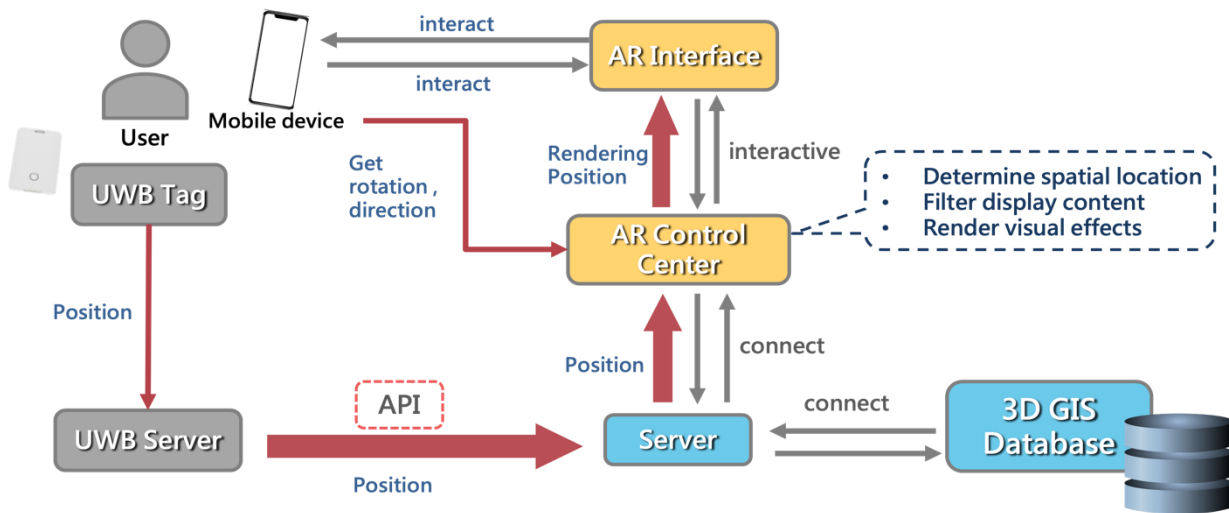 interact
AR Interface
interact
User
Mobile device
UWB Tag
Get
rotation ,
direction
Rendering
Position
interactive
• Determine spatial location
• Filter display content
• Render visual effects
AR Control
Center
Position
Position
connect
API
connect
UWB Server
Server
3D GIS
Database
Position